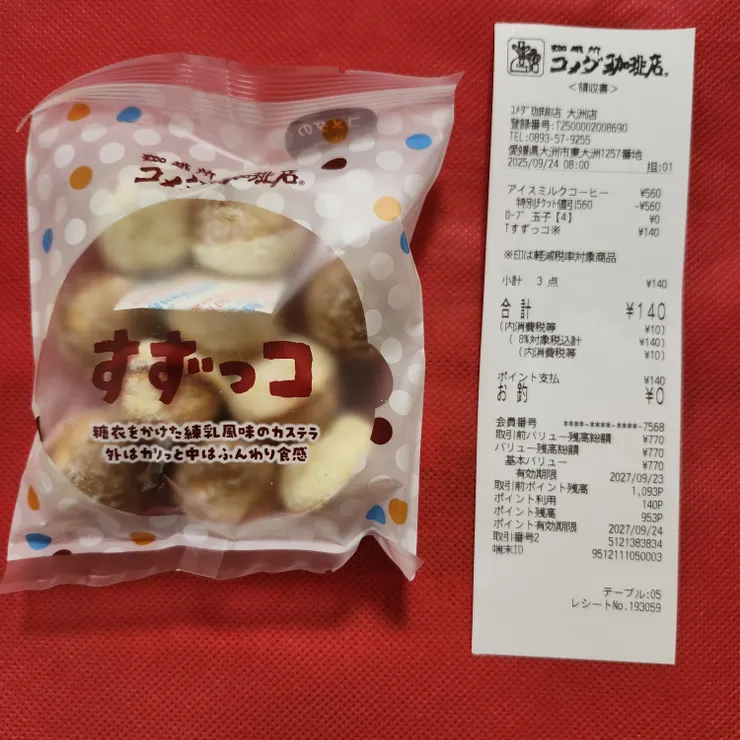 コメダの
珈琲所
コメダ珈琲店®
すずっコ
糖衣をかけた練乳風味のカステラ
外はカリっと中はふんわり食感
珈琲所
コメダ珈琲店®
<領収書>
コメダ珈琲店 大洲店
登録番号:T2500002008690
TEL:0893-57-9255
愛媛県大洲市東大洲1257番地
2025/09/24 08:00 担:01
アイスミルクコーヒー ¥560
特別チケット値引560 -¥560
ローブ 玉子【4】 ¥0
Tすずっコ※ ¥140
※印は軽減税率対象商品
小計 3 点 ¥140
合計 ¥140
(内消費税等 ¥10)
( 8%対象税込計 ¥140)
(内消費税等 ¥10)
ポイント支払 ¥140
お釣 ¥0
会員番号 ****-****-****-7568
取引前バリュー残高総額 ¥770
バリュー残高総額 ¥770
基本バリュー ¥770
有効期限 2027/09/23
取引前ポイント残高 1,093P
ポイント利用 140P
ポイント残高 953P
ポイント有効期限 2027/09/24
取引番号2 5121383834
端末ID 9512111050003
テーブル:05
レシートNo.193059